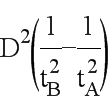 D²(1/t_B² − 1/t_A²)